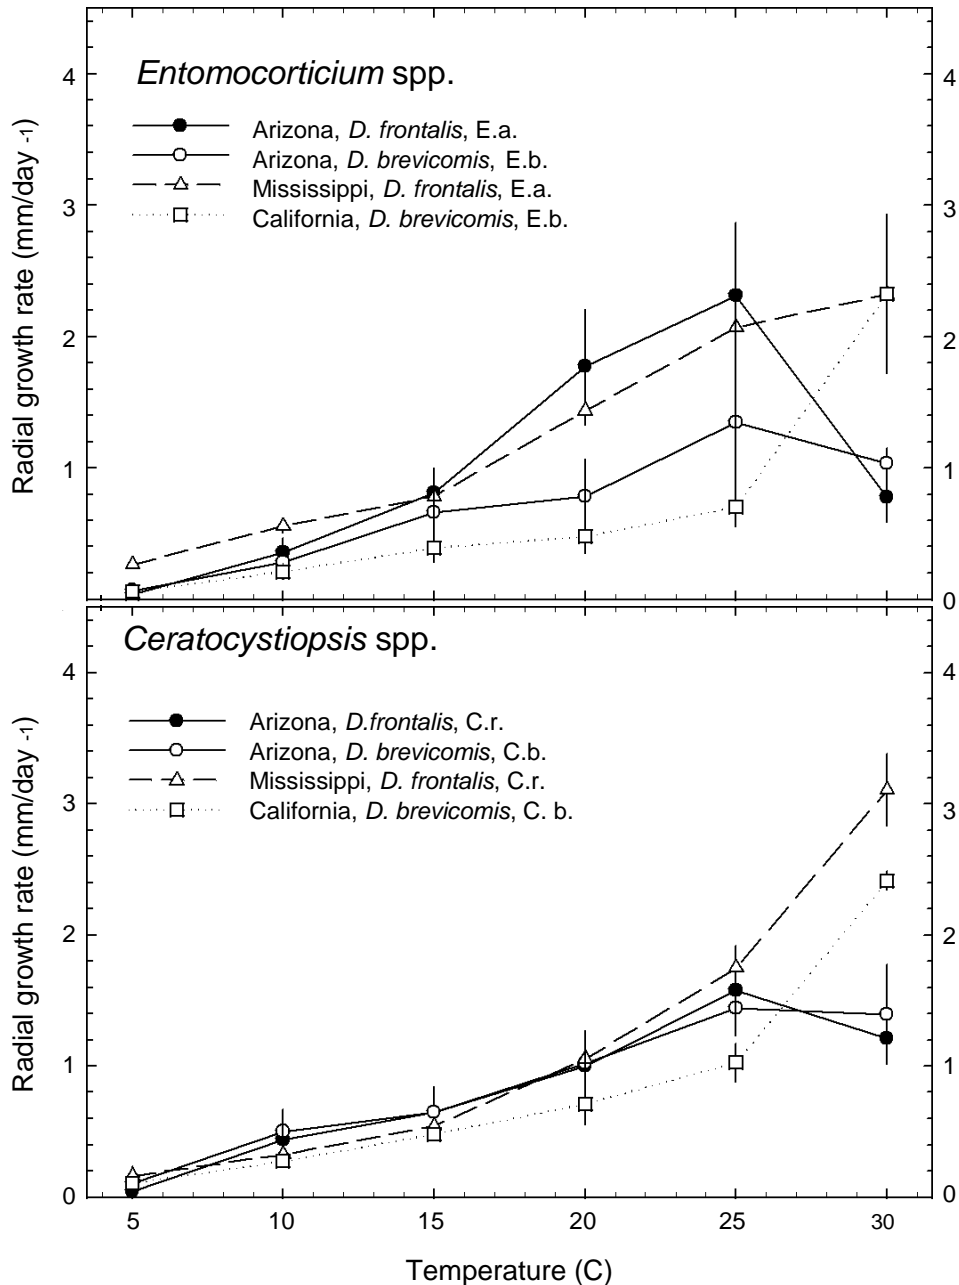 Entomocorticium spp.
Arizona, D. frontalis, E.a.
Arizona, D. brevicomis, E.b.
Mississippi, D. frontalis, E.a.
California, D. brevicomis, E.b.
Radial growth rate (mm/day -1)
4
3
2
1
0
4
3
2
1
0
Ceratocystiopsis spp.
Arizona, D.frontalis, C.r.
Arizona, D. brevicomis, C.b.
Mississippi, D. frontalis, C.r.
California, D. brevicomis, C. b.
Radial growth rate (mm/day -1)
4
3
2
1
0
4
3
2
1
0
5 10 15 20 25 30
Temperature (C)